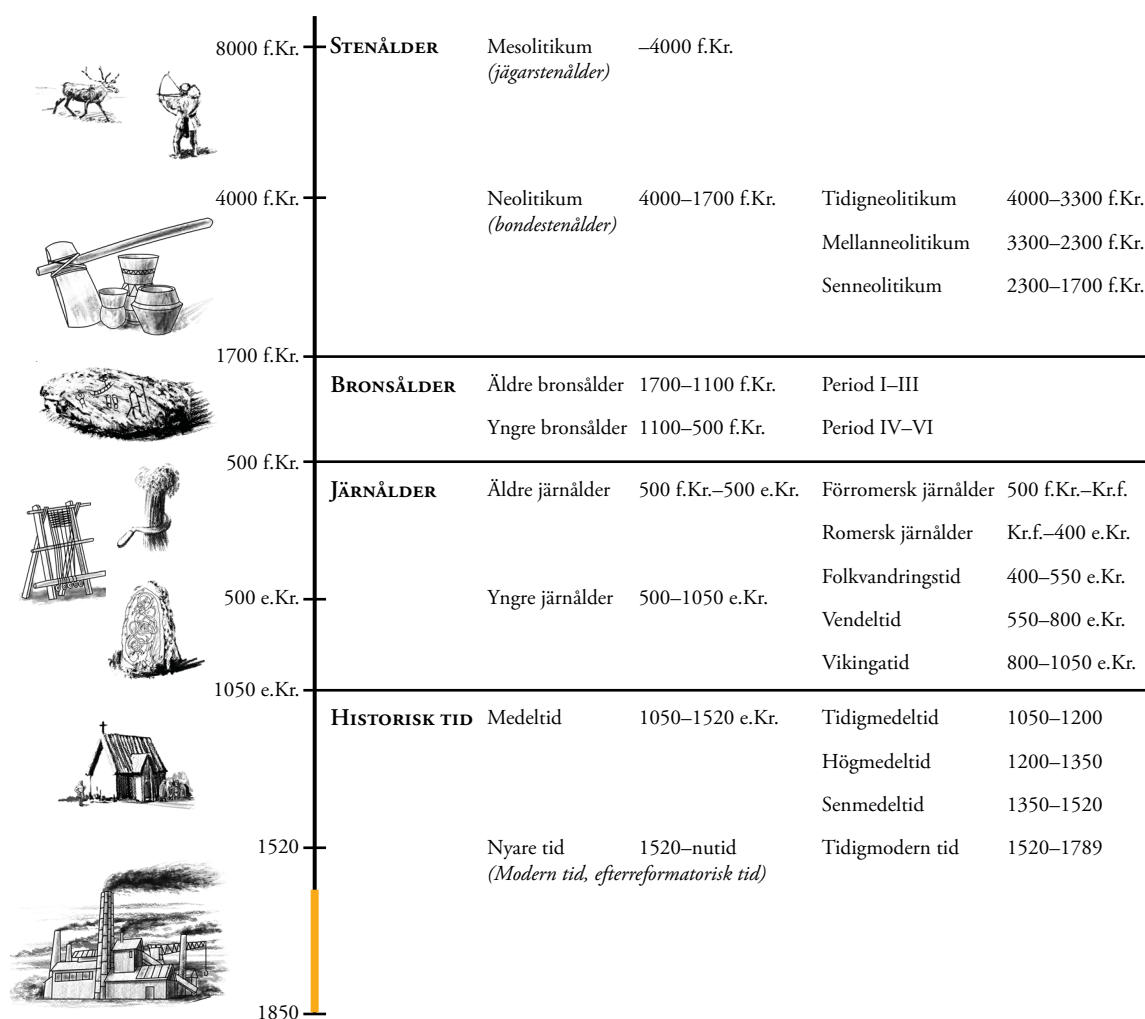 8000 f.Kr. STENÅLDER Mesolitikum –4000 f.Kr.
(jägarstenålder)
4000 f.Kr. Neolitikum 4000–1700 f.Kr. Tidigneolitikum 4000–3300 f.Kr.
(bondestenålder)
Mellanneolitikum 3300–2300 f.Kr.
Senneolitikum 2300–1700 f.Kr.
1700 f.Kr.
BRONSÅLDER Äldre bronsålder 1700–1100 f.Kr. Period I–III
Yngre bronsålder 1100–500 f.Kr. Period IV–VI
500 f.Kr.
JÄRNÅLDER Äldre järnålder 500 f.Kr.–500 e.Kr. Förromersk järnålder 500 f.Kr.–Kr.f.
Romersk järnålder Kr.f.–400 e.Kr.
Folkvandringstid 400–550 e.Kr.
500 e.Kr. Yngre järnålder 500–1050 e.Kr.
Vendeltid 550–800 e.Kr.
Vikingatid 800–1050 e.Kr.
1050 e.Kr.
HISTORISK TID Medeltid 1050–1520 e.Kr. Tidigmedeltid 1050–1200
Högmedeltid 1200–1350
Senmedeltid 1350–1520
1520 Nyare tid 1520–nutid Tidigmodern tid 1520–1789
(Modern tid, efterreformatorisk tid)
1850